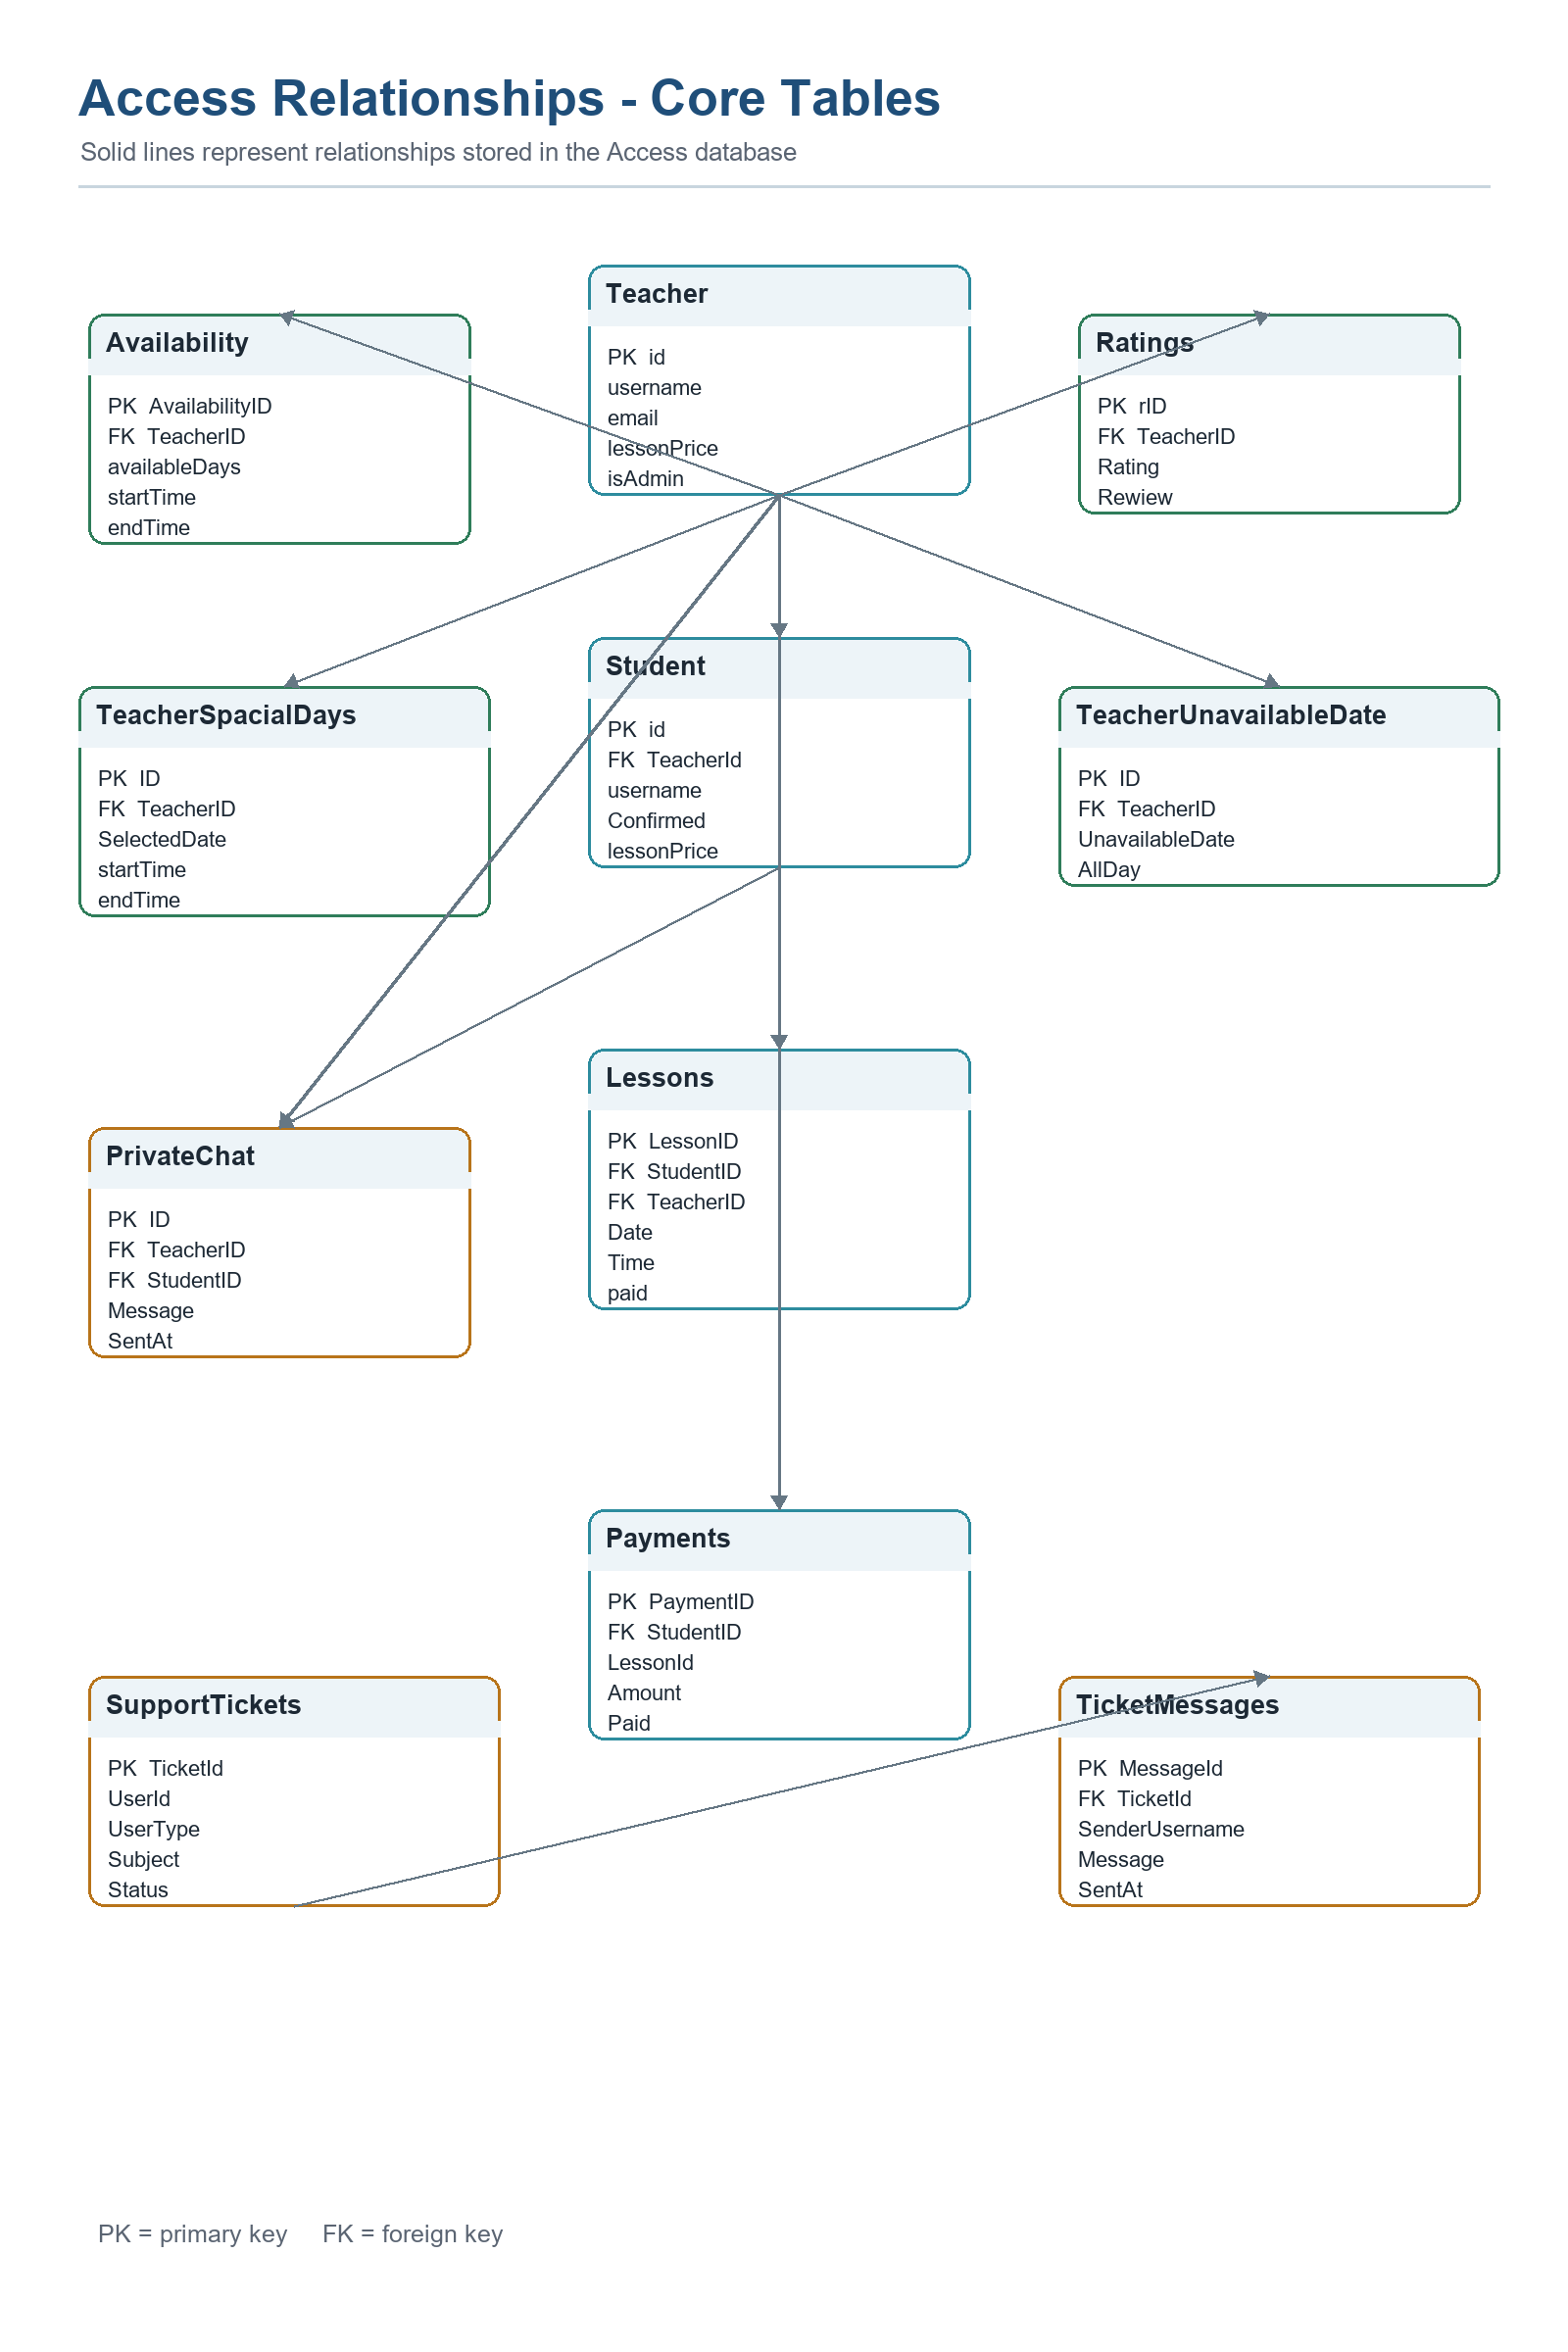 Access Relationships - Core Tables
Solid lines represent relationships stored in the Access database
Teacher
PK id
username
email
lessonPrice
isAdmin
Availability
PK AvailabilityID
FK TeacherID
availableDays
startTime
endTime
Ratings
PK rID
FK TeacherID
Rating
Rewiew
Student
PK id
FK TeacherId
username
Confirmed
lessonPrice
TeacherSpacialDays
PK ID
FK TeacherID
SelectedDate
startTime
endTime
TeacherUnavailableDate
PK ID
FK TeacherID
UnavailableDate
AllDay
Lessons
PK LessonID
FK StudentID
FK TeacherID
Date
Time
paid
PrivateChat
PK ID
FK TeacherID
FK StudentID
Message
SentAt
Payments
PK PaymentID
FK StudentID
LessonId
Amount
Paid
SupportTickets
PK TicketId
UserId
UserType
Subject
Status
TicketMessages
PK MessageId
FK TicketId
SenderUsername
Message
SentAt
PK = primary key FK = foreign key